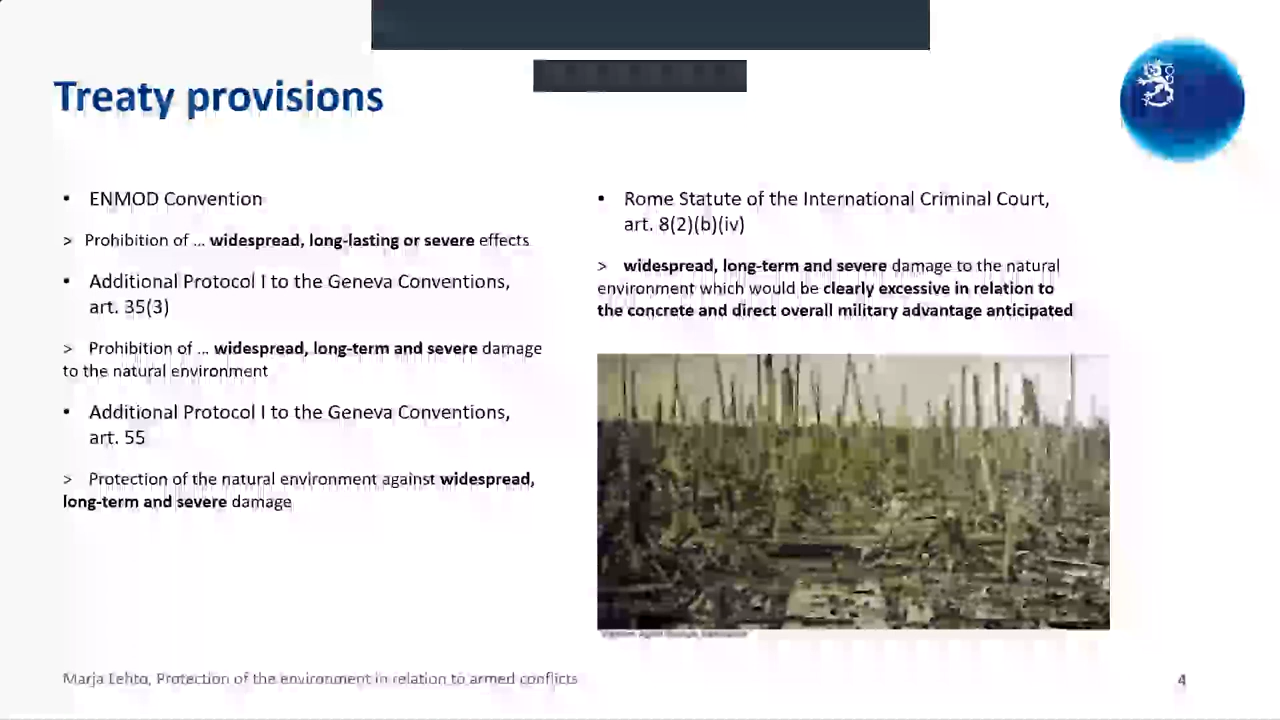 Treaty provisions
• ENMOD Convention
> Prohibition of ... widespread, long-lasting or severe effects
• Additional Protocol I to the Geneva Conventions,
art. 35(3)
> Prohibition of ... widespread, long-term and severe damage
to the natural environment
• Additional Protocol I to the Geneva Conventions,
art. 55
> Protection of the natural environment against widespread,
long-term and severe damage
• Rome Statute of the International Criminal Court,
art. 8(2)(b)(iv)
> widespread, long-term and severe damage to the natural
environment which would be clearly excessive in relation to
the concrete and direct overall military advantage anticipated
Marja Lehto, Protection of the environment in relation to armed conflicts
4